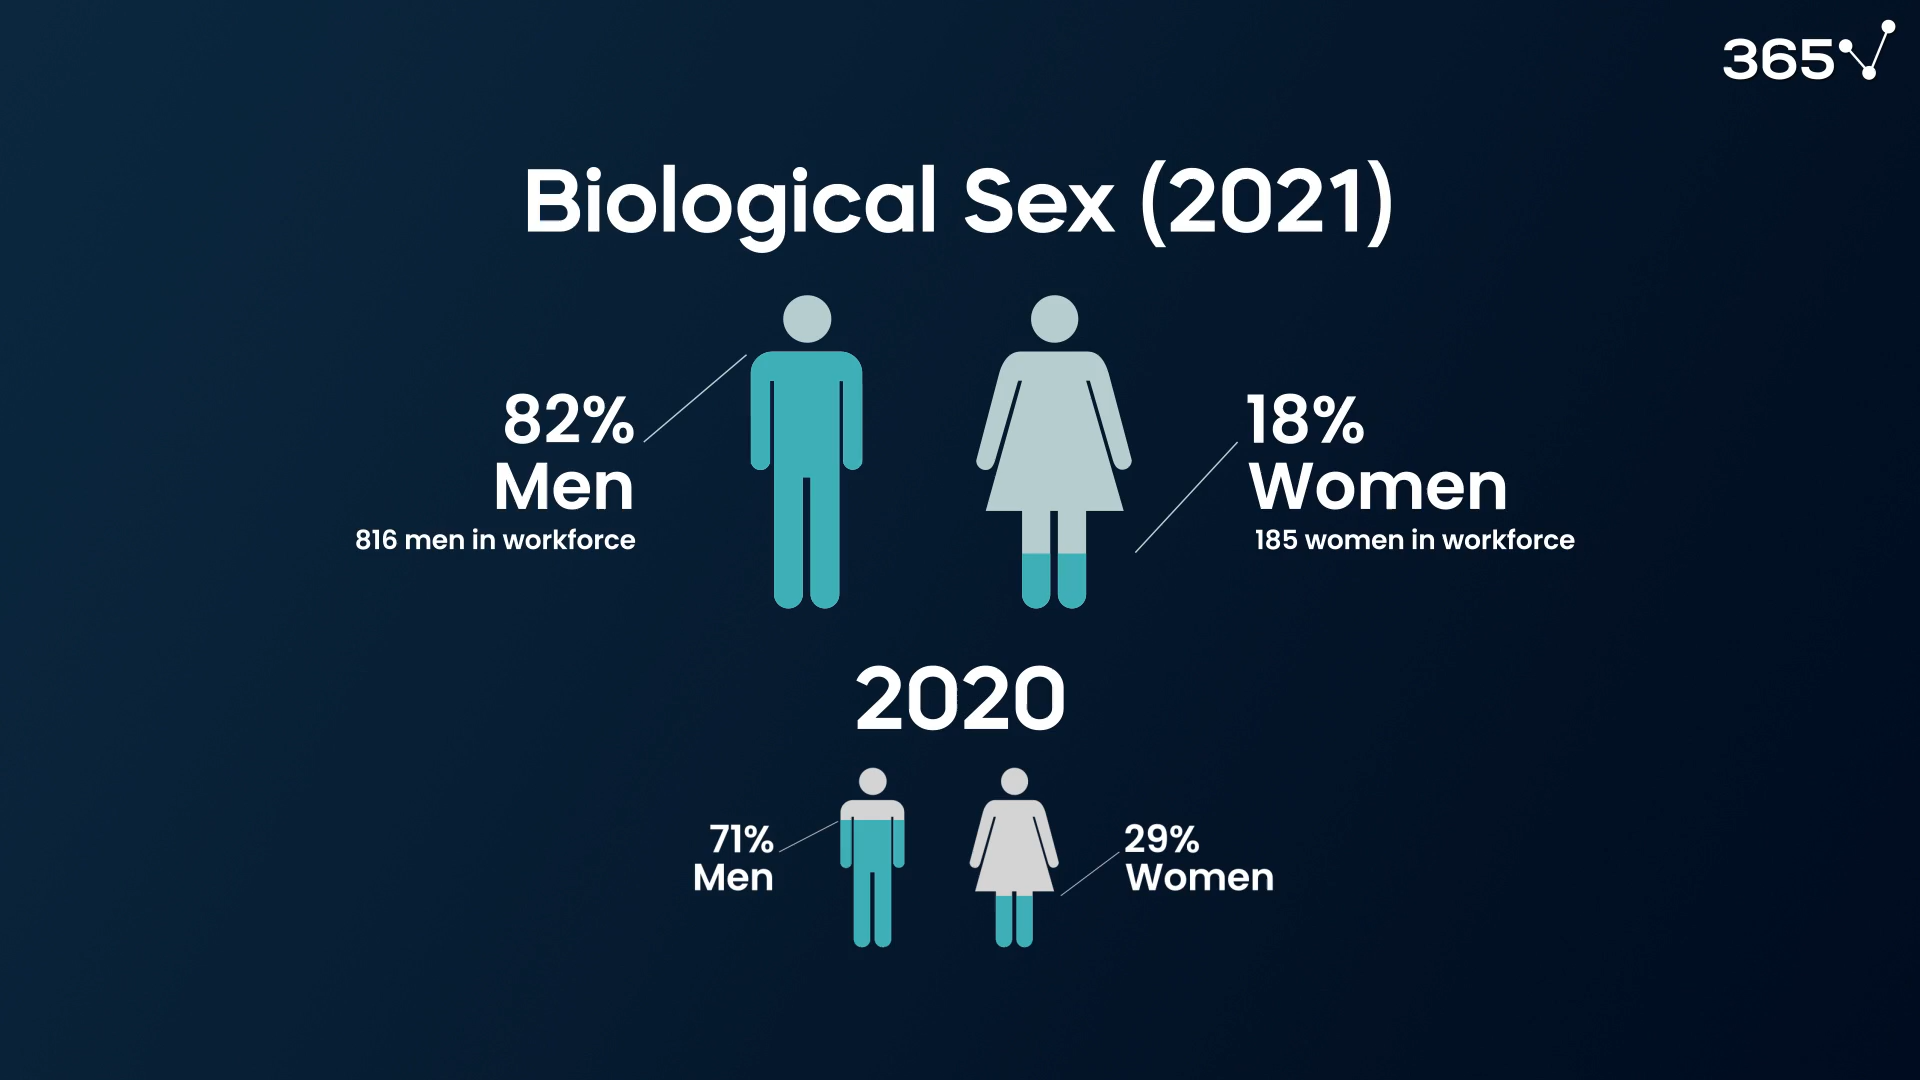 365
Biological Sex (2021)
82%
Men
816 men in workforce
18%
Women
185 women in workforce
2020
71%
Men
29%
Women